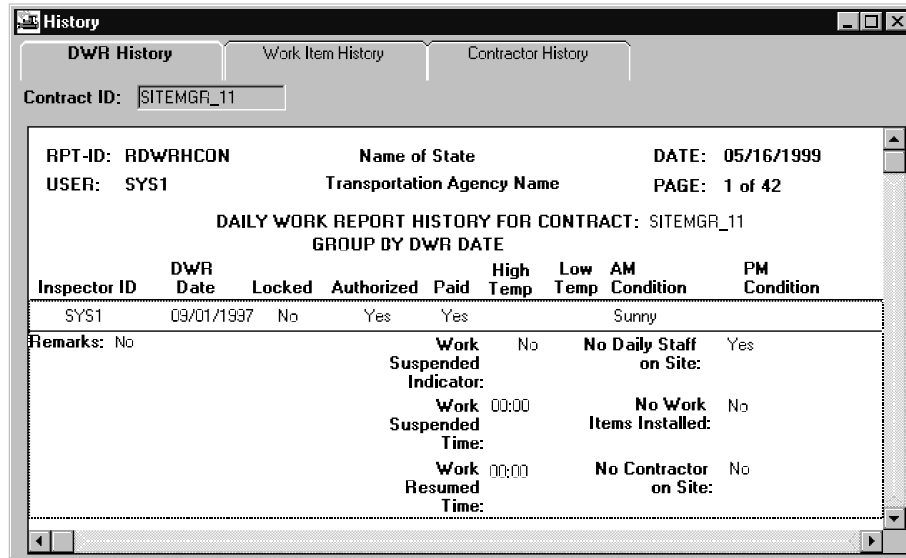 History
DWR History Work Item History Contractor History
Contract ID: SITEMGR_11
RPT-ID: RDWRHCON Name of State DATE: 05/16/1999
USER: SYS1 Transportation Agency Name PAGE: 1 of 42
DAILY WORK REPORT HISTORY FOR CONTRACT: SITEMGR_11
GROUP BY DWR DATE
DWR High Low AM PM
Inspector ID Date Locked Authorized Paid Temp Temp Condition Condition
SYS1 09/01/1997 No Yes Yes Sunny
Remarks: No Work No No Daily Staff Yes
Suspended on Site:
Indicator:
Work 00:00 No Work No
Suspended Items Installed:
Time:
Work 00:00 No Contractor No
Resumed on Site:
Time: